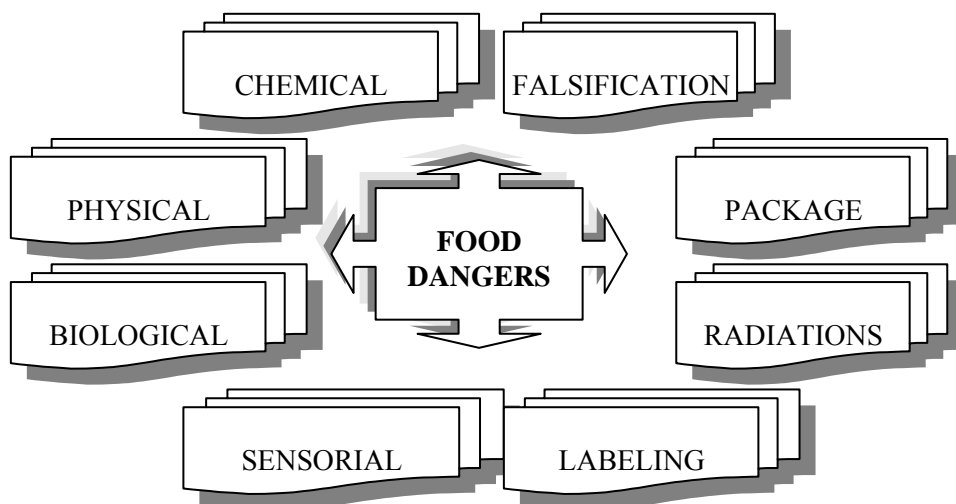 CHEMICAL
FALSIFICATION
PHYSICAL
PACKAGE
FOOD
DANGERS
BIOLOGICAL
RADIATIONS
SENSORIAL
LABELING